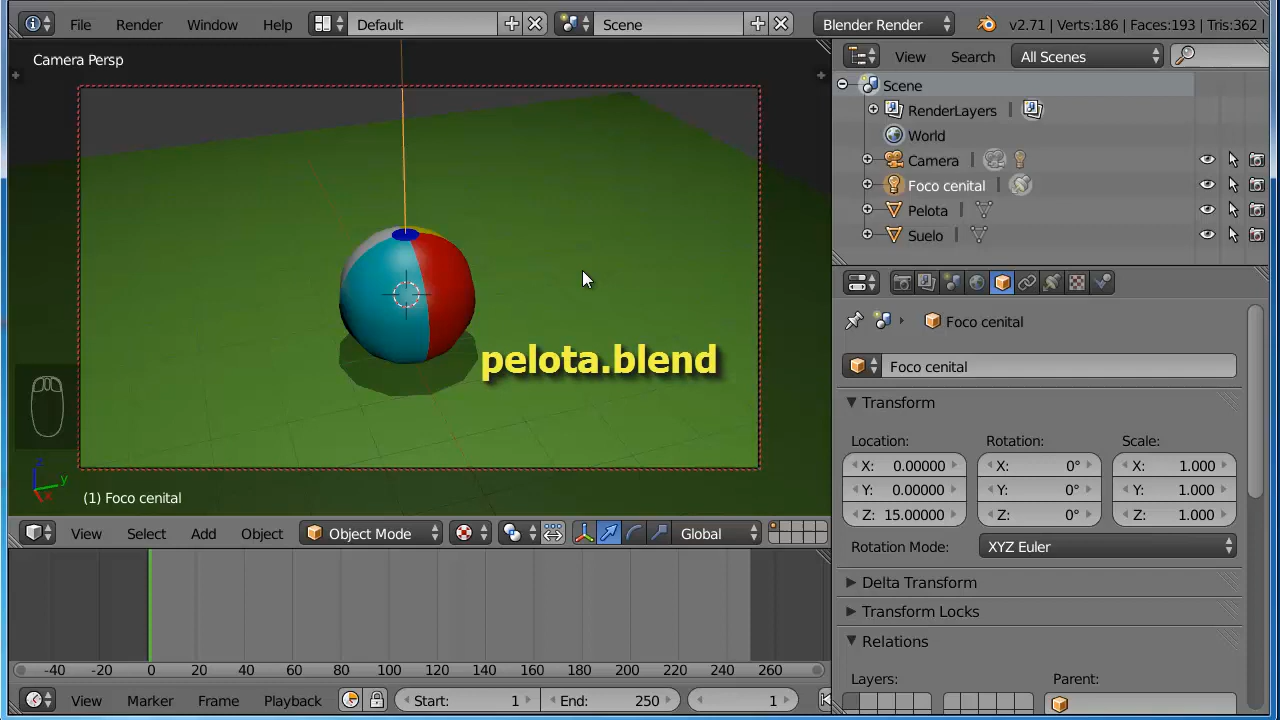 File Render Window Help Default Scene Blender Render v2.71 | Verts:186 | Faces:193 | Tris:362
Camera Persp
View Search All Scenes
Scene
RenderLayers
World
Camera
Foco cenital
Pelota
Suelo
pelota.blend
Foco cenital
Foco cenital
Transform
Location: Rotation: Scale:
X: 0.00000 X: 0° X: 1.000
Y: 0.00000 Y: 0° Y: 1.000
Z: 15.00000 Z: 0° Z: 1.000
Rotation Mode: XYZ Euler
Delta Transform
Transform Locks
Relations
Layers: Parent:
z y x
(1) Foco cenital
View Select Add Object Object Mode Global
-40 -20 0 20 40 60 80 100 120 140 160 180 200 220 240 260
View Marker Frame Playback Start: 1 End: 250 1